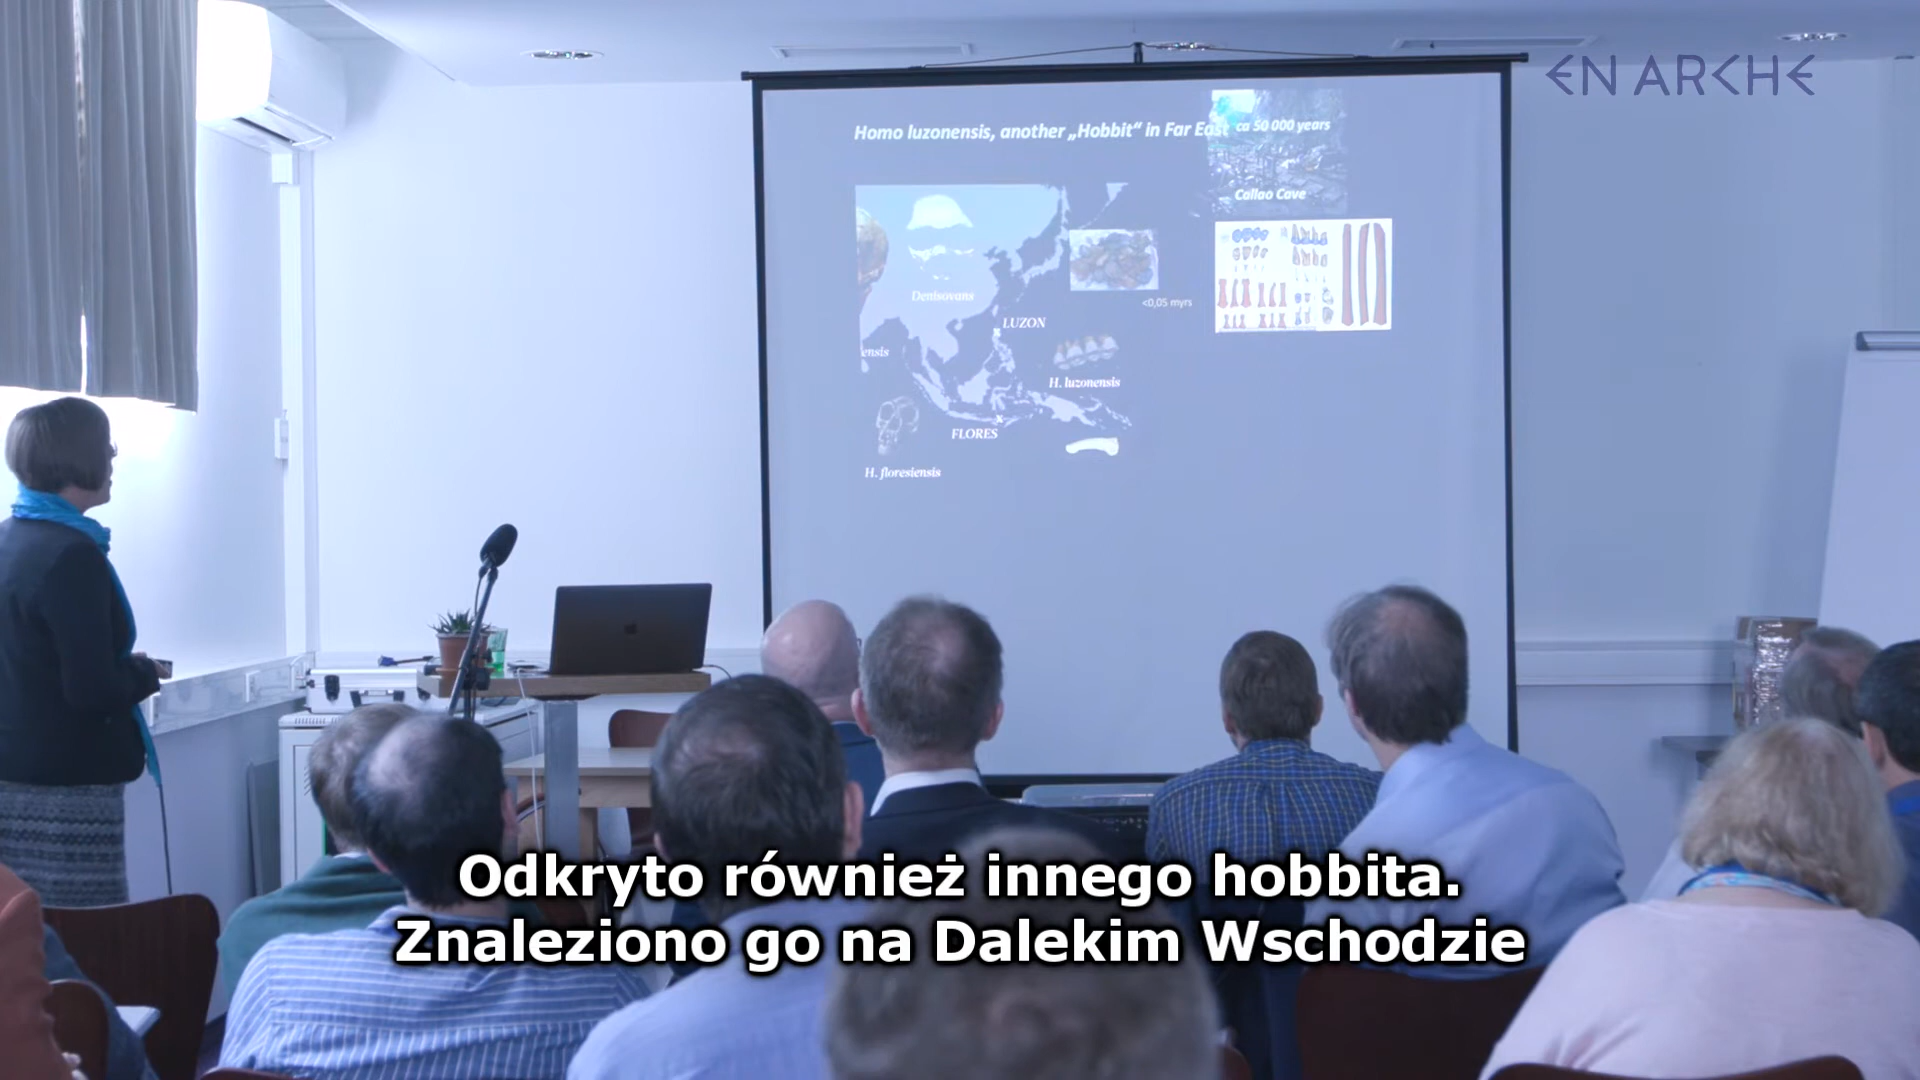 EN ARCHE
Homo luzonensis, another „Hobbit“ in Far East
ca 50 000 years
Callao Cave
Denisovans
<0,05 myrs
LUZON
ensis
H. luzonensis
FLORES
H. floresiensis
Odkryto również innego hobbita.
Znaleziono go na Dalekim Wschodzie